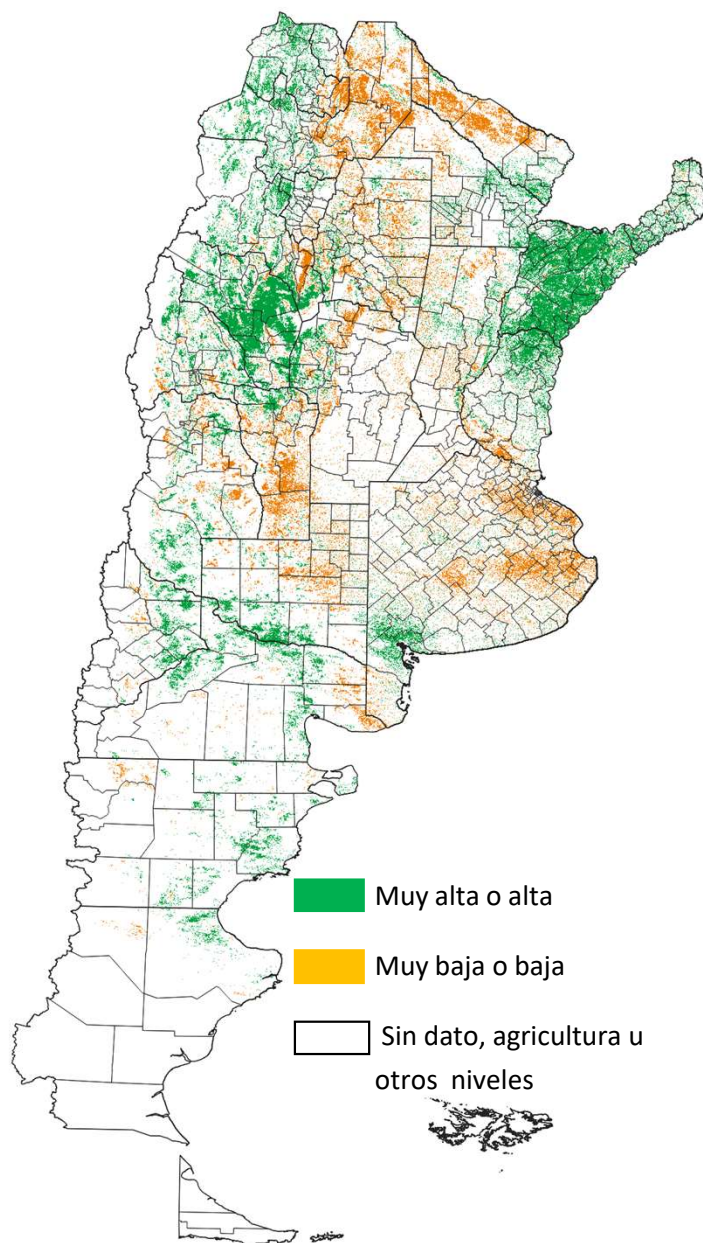 Muy alta o alta
Muy baja o baja
Sin dato, agricultura u
otros niveles